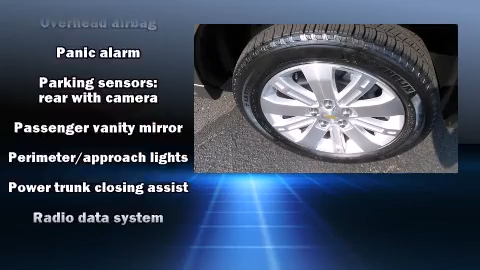 Overhead airbag
Panic alarm
Parking sensors:
rear with camera
Passenger vanity mirror
Perimeter/approach lights
Power trunk closing assist
Radio data system